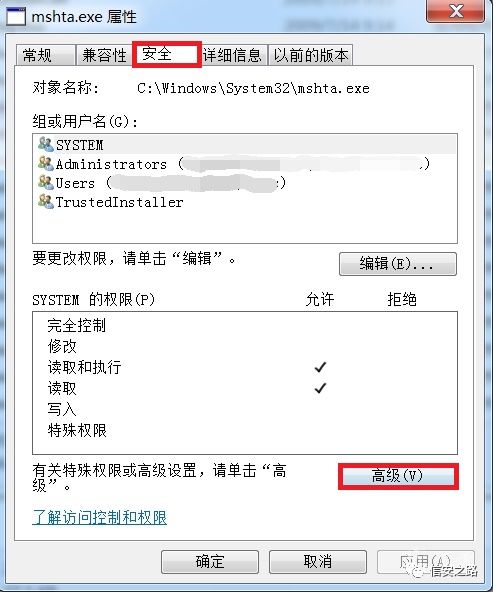 mshta.exe 属性
常规 兼容性 安全 详细信息 以前的版本
对象名称: C:\Windows\System32\mshta.exe
组或用户名(G):
SYSTEM
Administrators ( )
Users ( )
TrustedInstaller
要更改权限,请单击“编辑”。
编辑(E)...
SYSTEM 的权限(P) 允许 拒绝
完全控制
修改
读取和执行 ✓
读取 ✓
写入
特殊权限
有关特殊权限或高级设置,请单击“高
级”。
高级(V)
了解访问控制和权限
确定 取消 应用(A)
信安之路